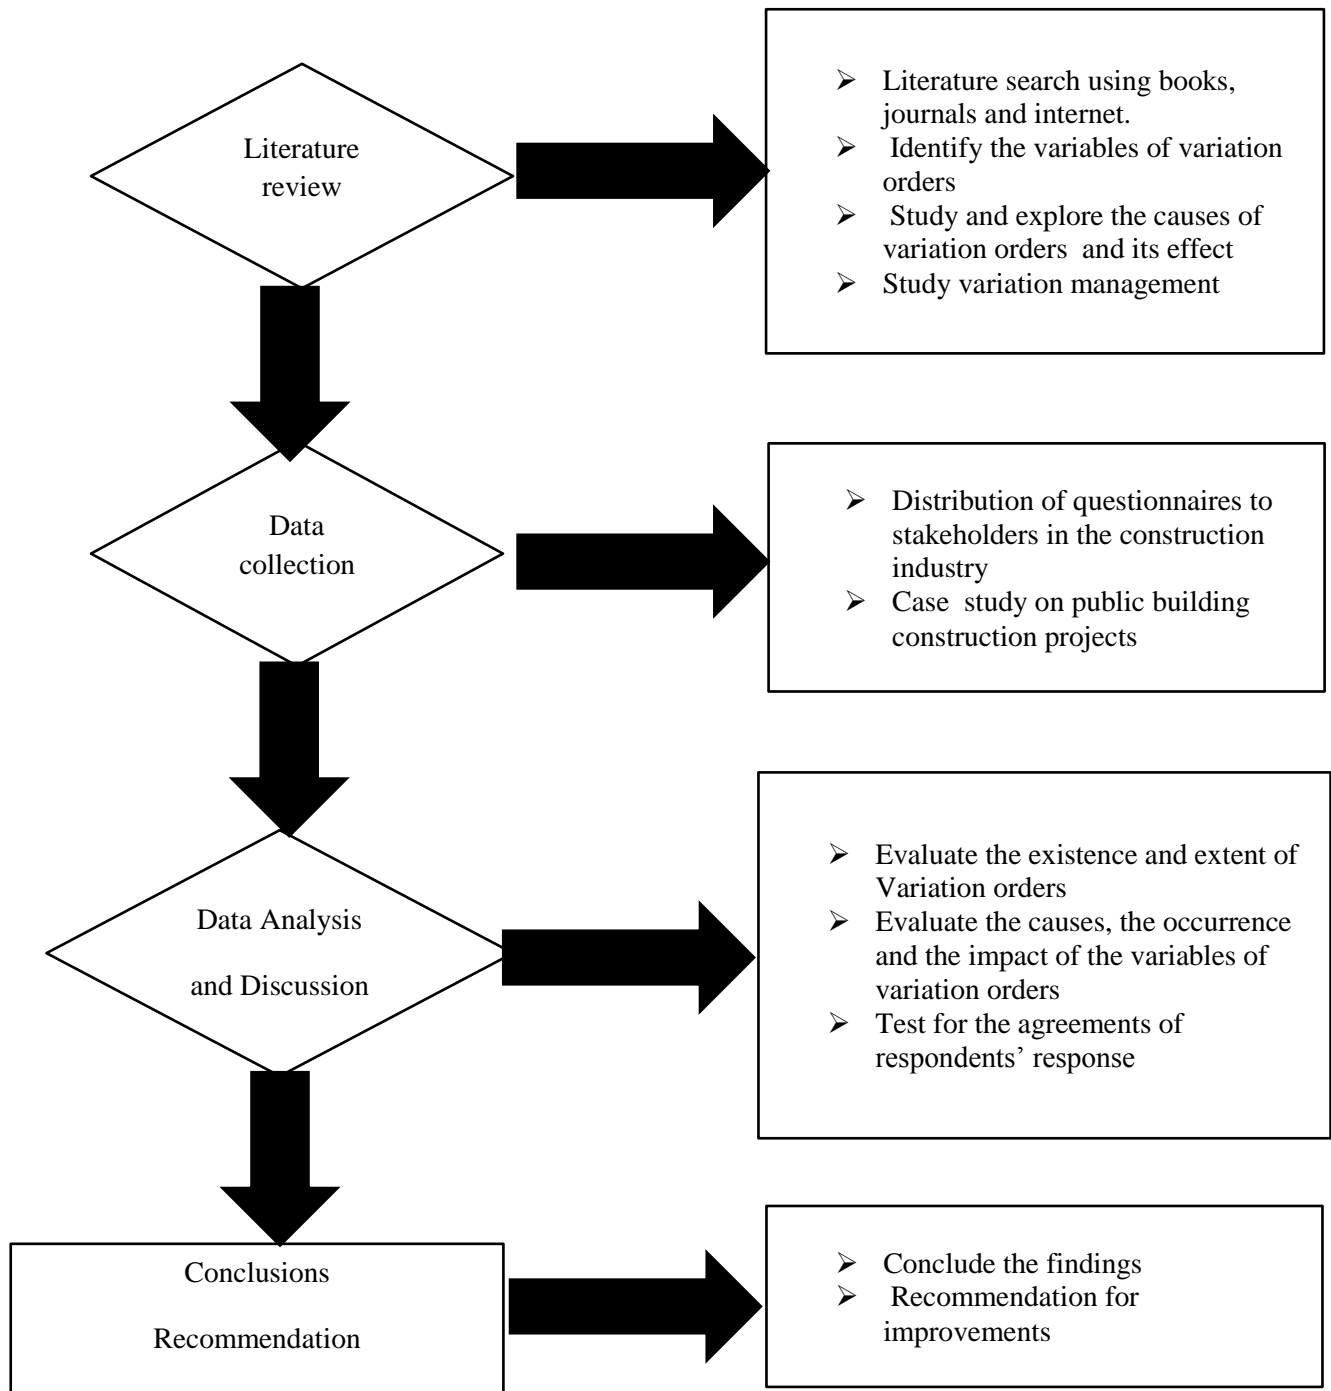 Literature
review
➢ Literature search using books,
journals and internet.
➢ Identify the variables of variation
orders
➢ Study and explore the causes of
variation orders and its effect
➢ Study variation management
Data
collection
➢ Distribution of questionnaires to
stakeholders in the construction
industry
➢ Case study on public building
construction projects
Data Analysis
and Discussion
➢ Evaluate the existence and extent of
Variation orders
➢ Evaluate the causes, the occurrence
and the impact of the variables of
variation orders
➢ Test for the agreements of
respondents’ response
Conclusions
Recommendation
➢ Conclude the findings
➢ Recommendation for
improvements